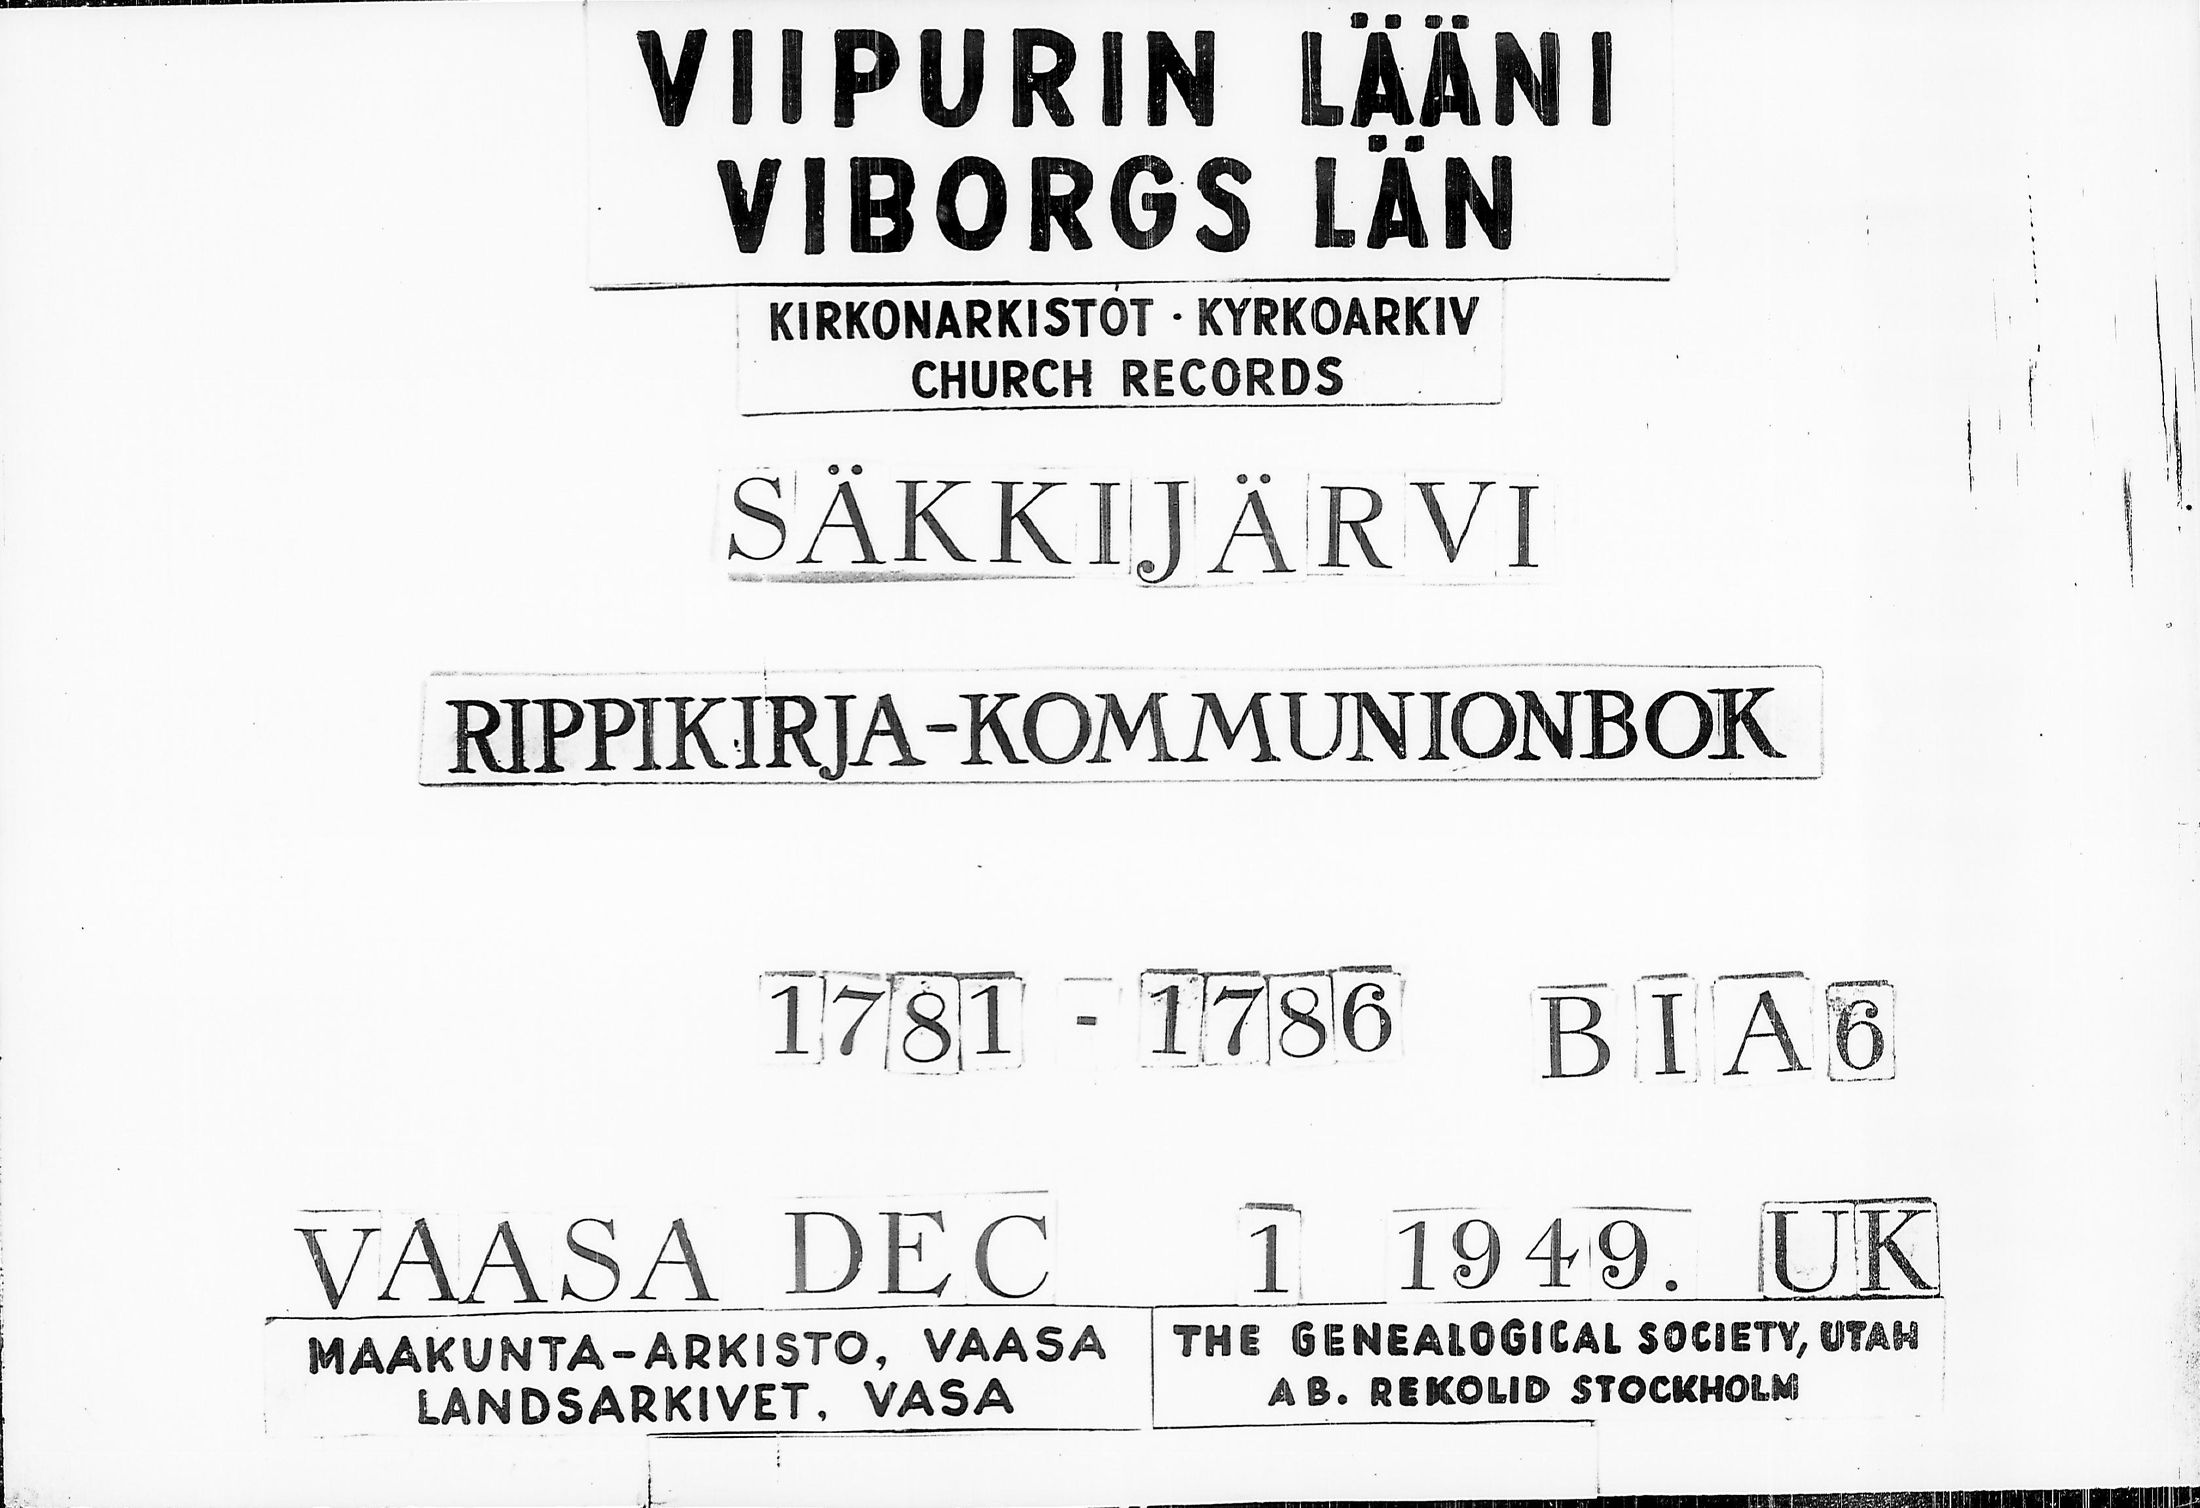 VIIPURIN LÄÄNI
VIBORGS LÄN
KIRKONARKISTOT · KYRKOARKIV
CHURCH RECORDS
SÄKKIJÄRVI
RIPPIKIRJA-KOMMUNIONBOK
1781 - 1786 B I A 6
VAASA DEC 1 1949. UK
MAAKUNTA-ARKISTO, VAASA
LANDSARKIVET, VASA
THE GENEALOGICAL SOCIETY, UTAH
AB. REKOLID STOCKHOLM